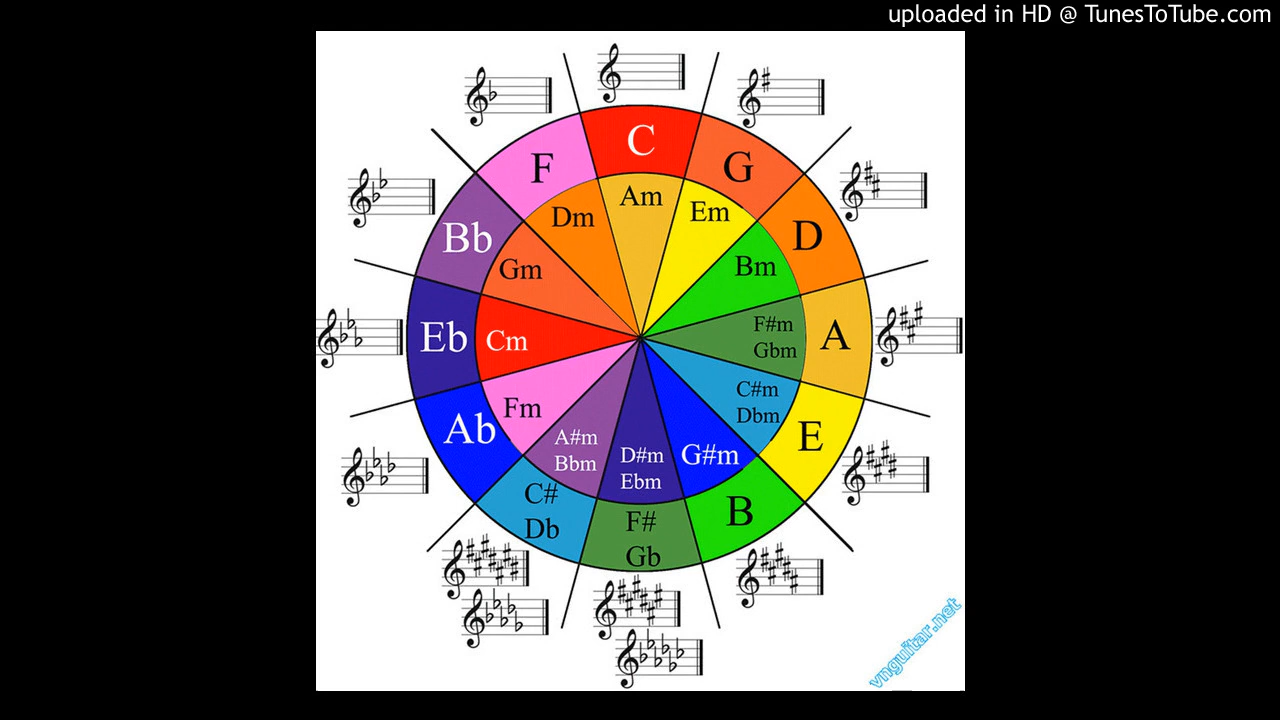 uploaded in HD @ TunesToTube.com
C
G
D
A
E
B
F#
Gb
C#
Db
Ab
Eb
Bb
F
Am
Em
Bm
F#m
Gbm
C#m
Dbm
G#m
D#m
Ebm
A#m
Bbm
Fm
Cm
Gm
Dm
vnguitar.net